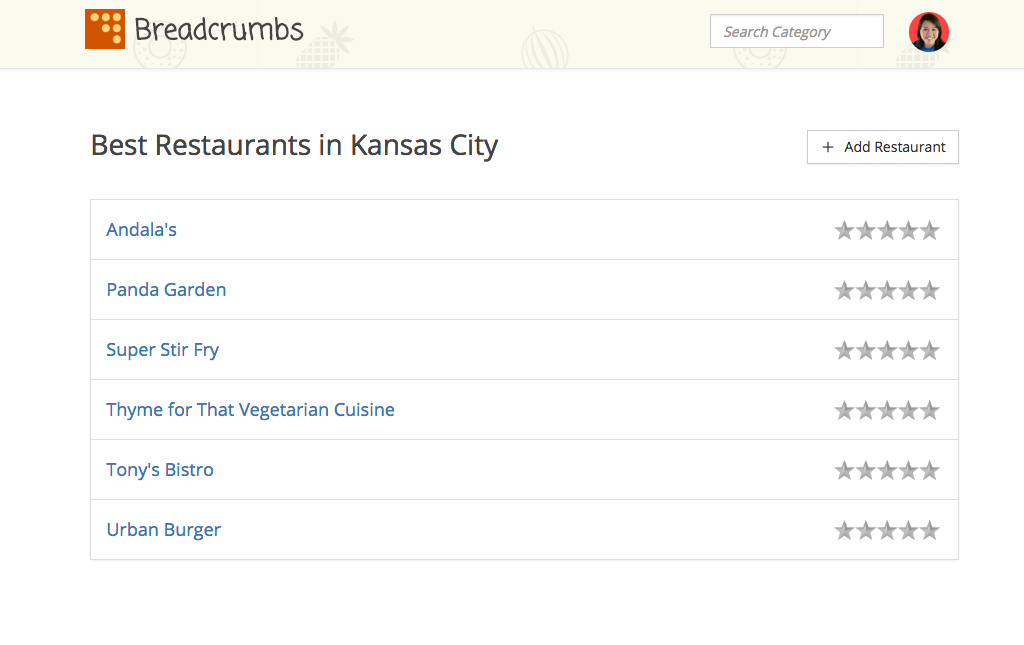 Breadcrumbs
Search Category
Best Restaurants in Kansas City
+ Add Restaurant
Andala's
Panda Garden
Super Stir Fry
Thyme for That Vegetarian Cuisine
Tony's Bistro
Urban Burger